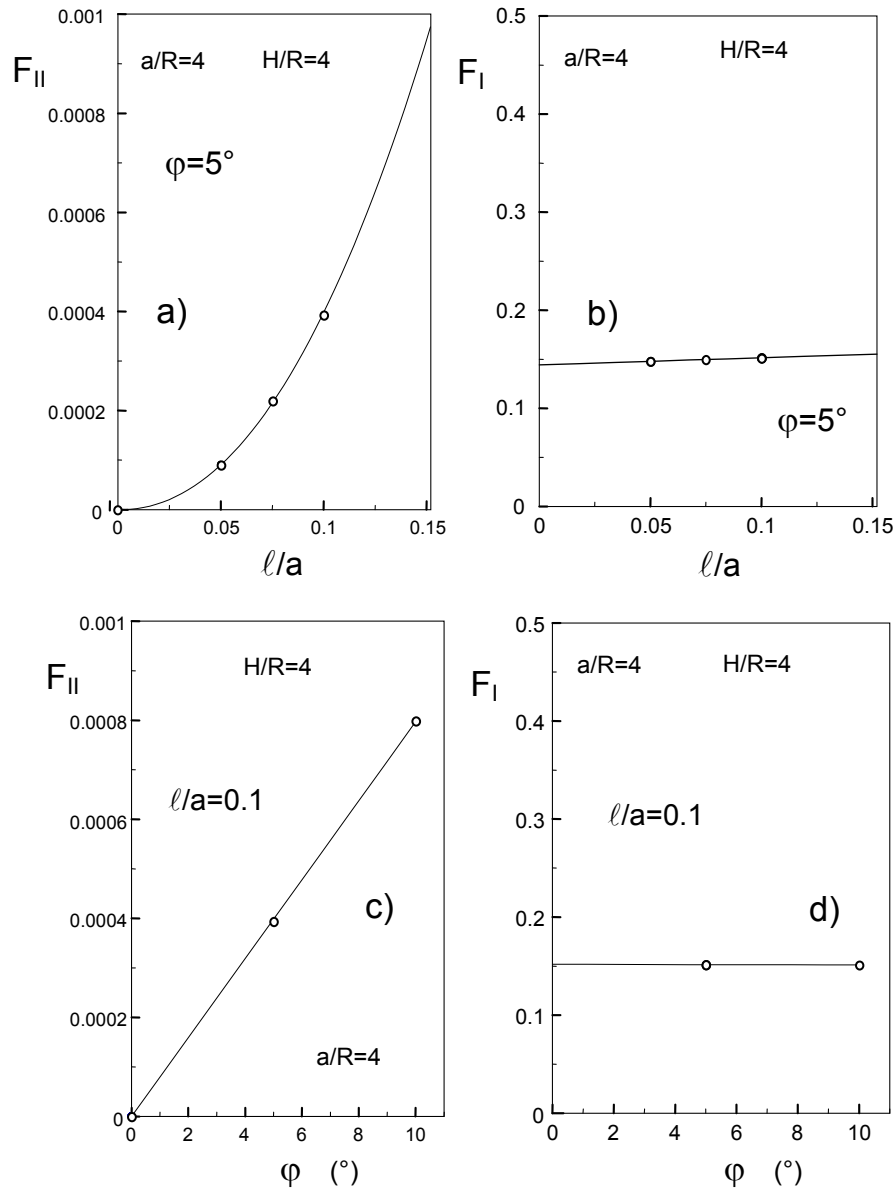 0.001
F_II
a/R=4 H/R=4
0.0008
φ=5°
0.0006
0.0004
a)
0.0002
0
0 0.05 0.1 0.15
ℓ/a
0.5
F_I
a/R=4 H/R=4
0.4
0.3
0.2
b)
0.1
φ=5°
0
0 0.05 0.1 0.15
ℓ/a
0.001
F_II
H/R=4
0.0008
ℓ/a=0.1
0.0006
0.0004
c)
0.0002
a/R=4
0
0 2 4 6 8 10
φ (°)
0.5
F_I
a/R=4 H/R=4
0.4
0.3
ℓ/a=0.1
0.2
d)
0.1
0
0 2 4 6 8 10
φ (°)